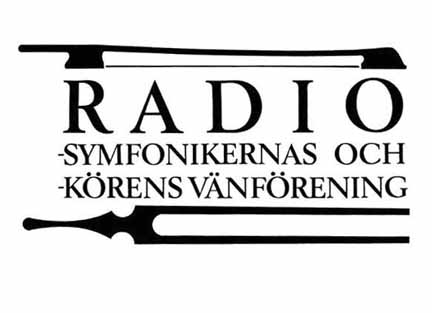 RADIO
-SYMFONIKERNAS OCH
-KÖRENS VÄNFÖRENING